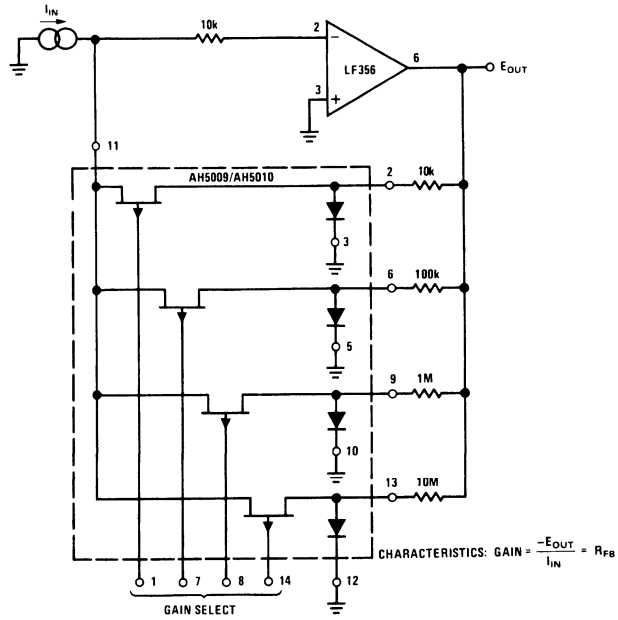 I_IN
10k
2
−
LF356
6
E_OUT
3
+
11
AH5009/AH5010
2
10k
3
6
100k
5
9
1M
10
13
10M
CHARACTERISTICS: GAIN = −E_OUT / I_IN = R_FB
1
7
8
14
12
GAIN SELECT